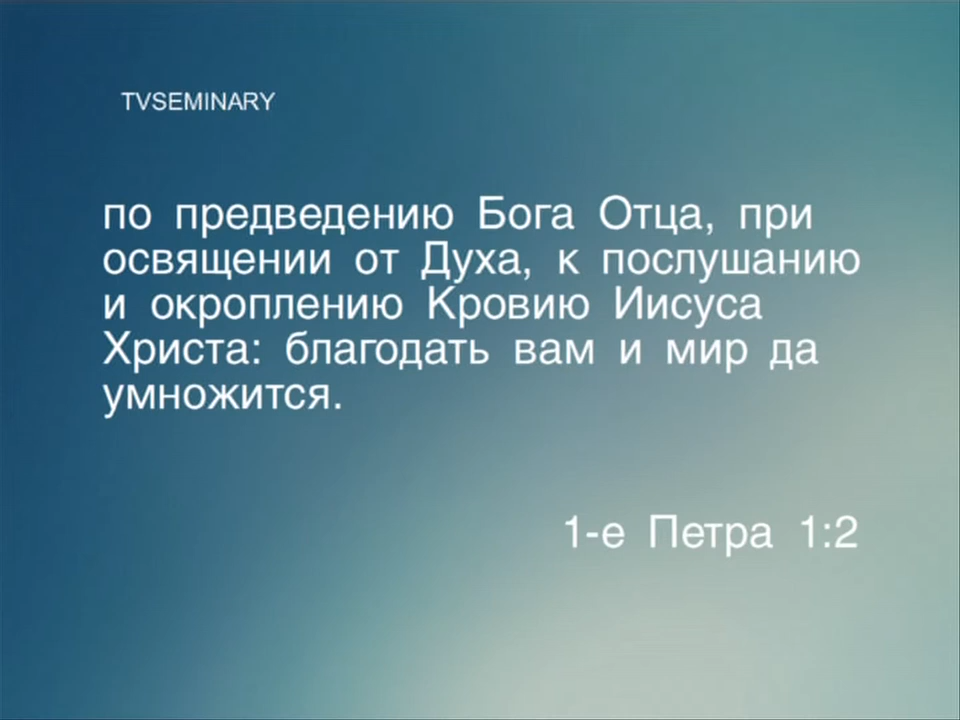 TVSEMINARY
по предведению Бога Отца, при
освящении от Духа, к послушанию
и окроплению Кровию Иисуса
Христа: благодать вам и мир да
умножится.
1-е Петра 1:2